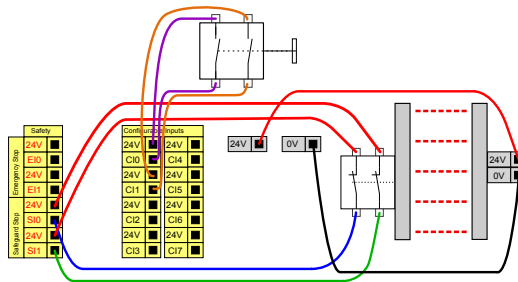 Safety
Emergency Stop
24V
EI0
24V
EI1
Safeguard Stop
24V
SI0
24V
SI1
Configurable Inputs
24V 24V
CI0 CI4
24V 24V
CI1 CI5
24V 24V
CI2 CI6
24V 24V
CI3 CI7
24V 0V
24V
0V